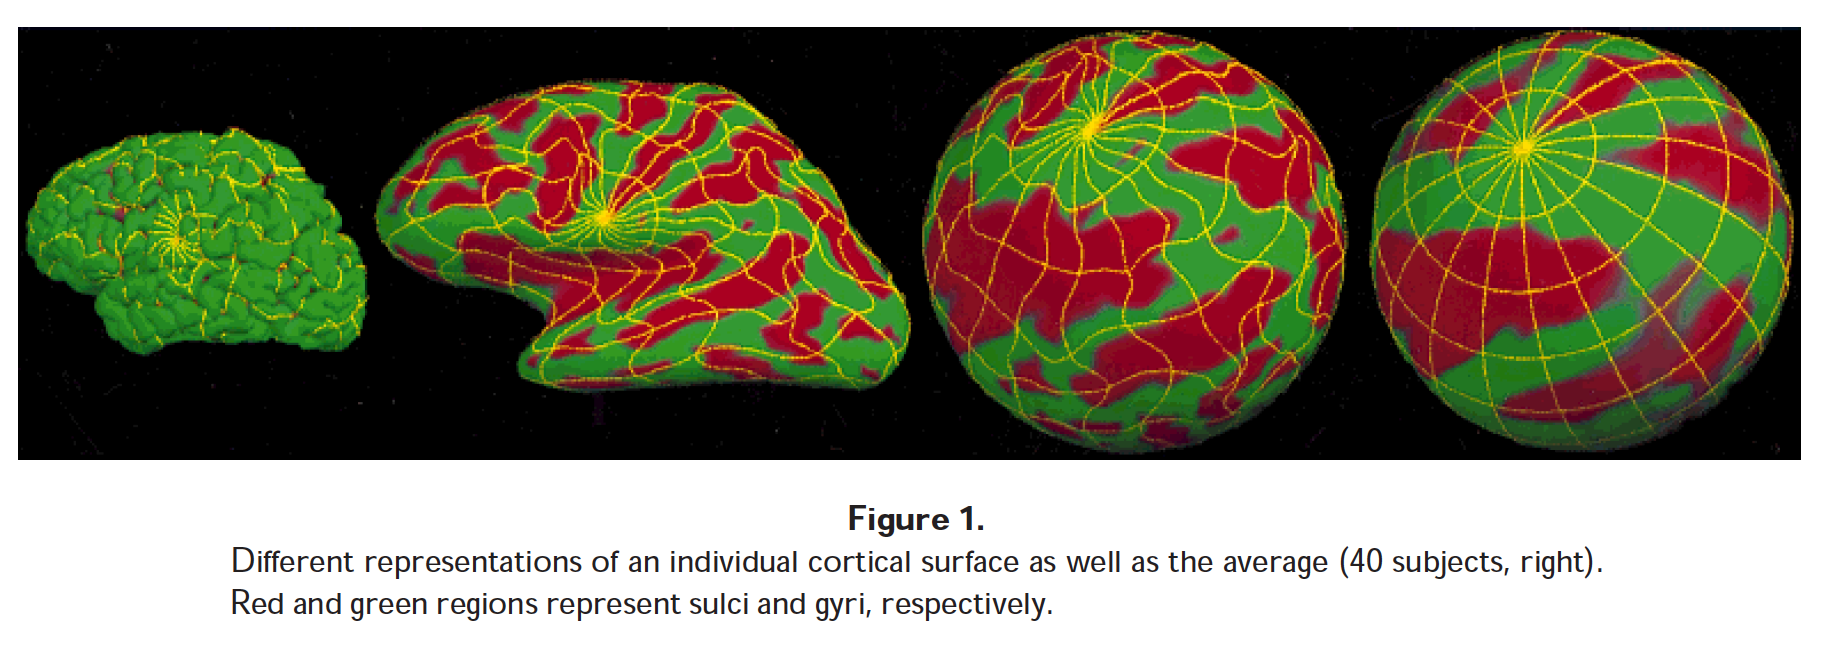 Figure 1.
Different representations of an individual cortical surface as well as the average (40 subjects, right).
Red and green regions represent sulci and gyri, respectively.